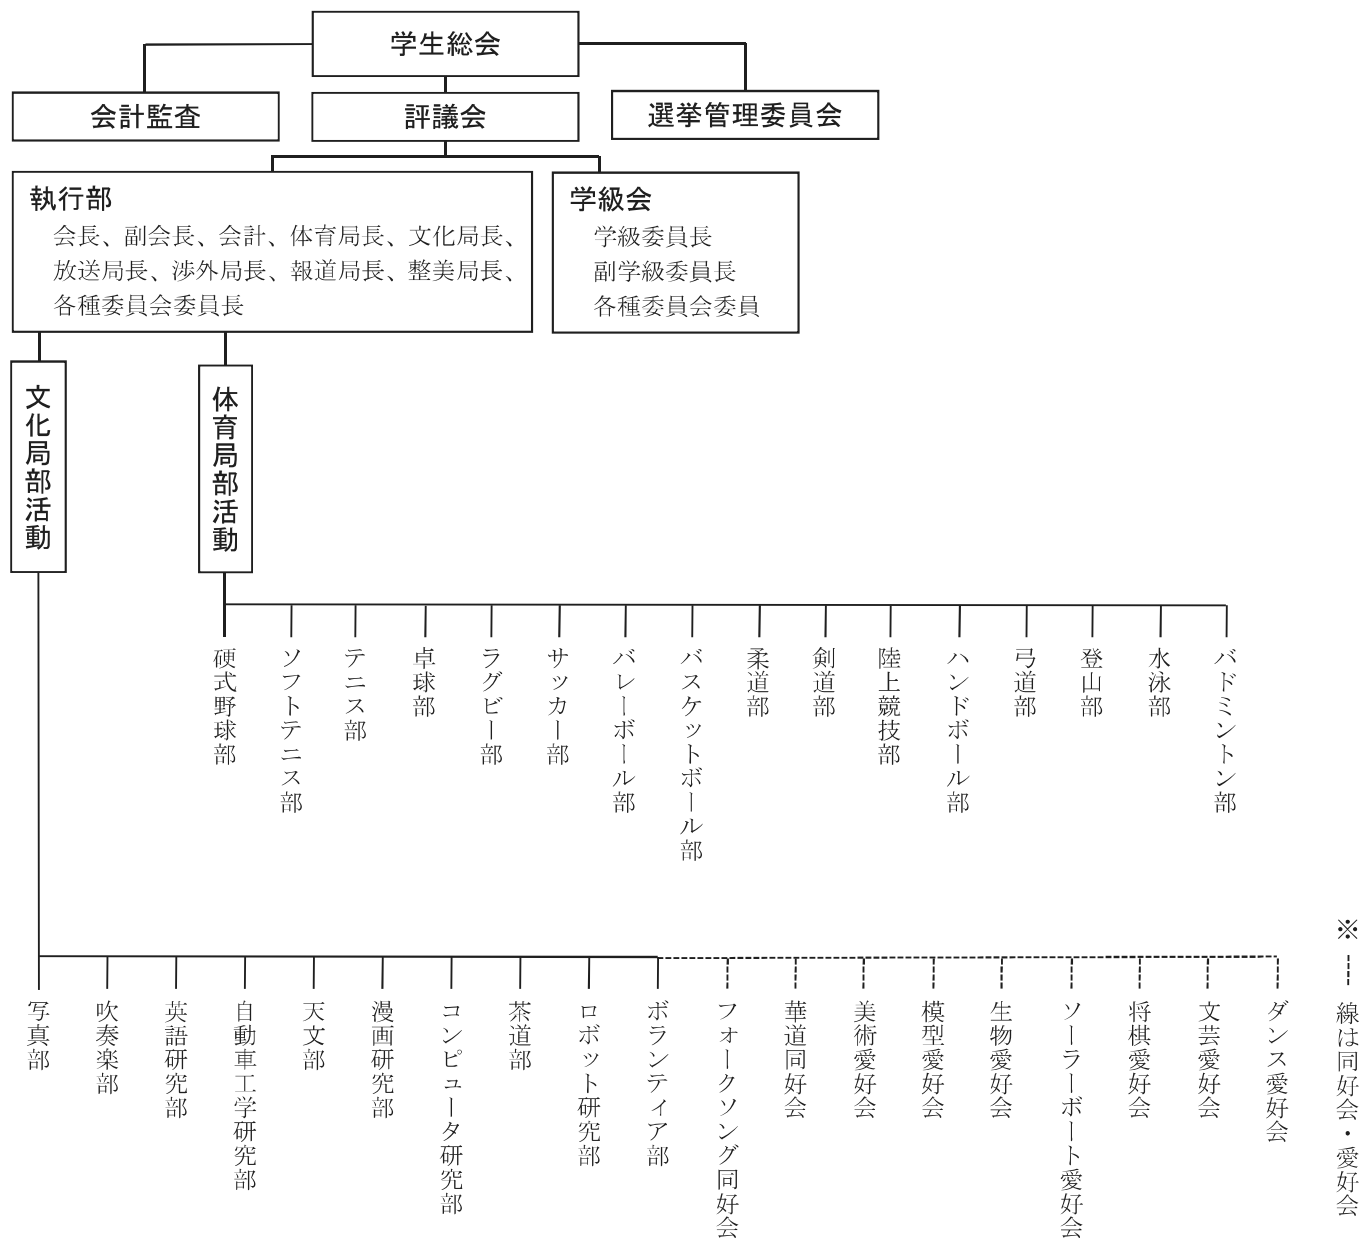 学生総会
会計監査
評議会
選挙管理委員会
執行部
会長、副会長、会計、体育局長、文化局長、
放送局長、渉外局長、報道局長、整美局長、
各種委員会委員長
学級会
学級委員長
副学級委員長
各種委員会委員
文化局部活動
体育局部活動
硬式野球部
ソフトテニス部
テニス部
卓球部
ラグビー部
サッカー部
バレーボール部
バスケットボール部
柔道部
剣道部
陸上競技部
ハンドボール部
弓道部
登山部
水泳部
バドミントン部
写真部
吹奏楽部
英語研究部
自動車工学研究部
天文部
漫画研究部
コンピュータ研究部
茶道部
ロボット研究部
ボランティア部
フォークソング同好会
華道同好会
美術愛好会
模型愛好会
生物愛好会
ソーラーボート愛好会
将棋愛好会
文芸愛好会
ダンス愛好会
※ 線は同好会・愛好会